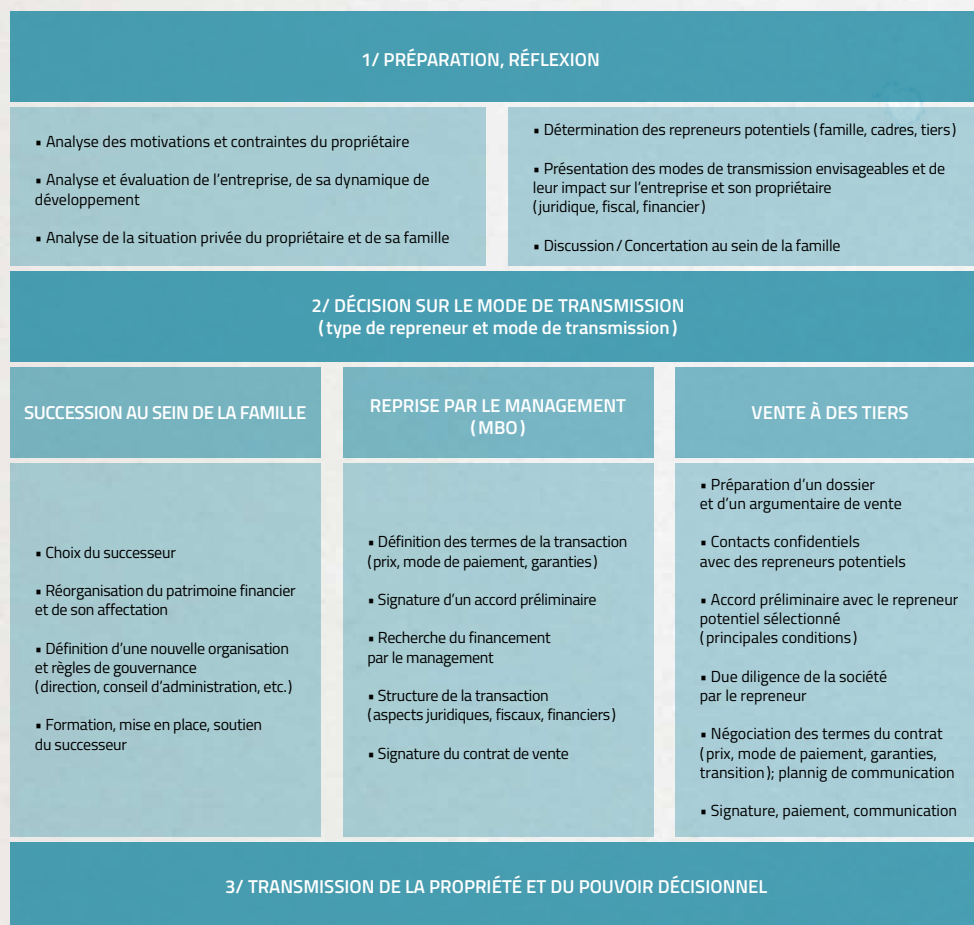 1/ PRÉPARATION, RÉFLEXION
▪ Analyse des motivations et contraintes du propriétaire
▪ Analyse et évaluation de l’entreprise, de sa dynamique de
développement
▪ Analyse de la situation privée du propriétaire et de sa famille
▪ Détermination des repreneurs potentiels (famille, cadres, tiers)
▪ Présentation des modes de transmission envisageables et de
leur impact sur l’entreprise et son propriétaire
(juridique, fiscal, financier)
▪ Discussion / Concertation au sein de la famille
2/ DÉCISION SUR LE MODE DE TRANSMISSION
(type de repreneur et mode de transmission)
SUCCESSION AU SEIN DE LA FAMILLE
▪ Choix du successeur
▪ Réorganisation du patrimoine financier
et de son affectation
▪ Définition d’une nouvelle organisation
et règles de gouvernance
(direction, conseil d’administration, etc.)
▪ Formation, mise en place, soutien
du successeur
REPRISE PAR LE MANAGEMENT
(MBO)
▪ Définition des termes de la transaction
(prix, mode de paiement, garanties)
▪ Signature d’un accord préliminaire
▪ Recherche du financement
par le management
▪ Structure de la transaction
(aspects juridiques, fiscaux, financiers)
▪ Signature du contrat de vente
VENTE À DES TIERS
▪ Préparation d’un dossier
et d’un argumentaire de vente
▪ Contacts confidentiels
avec des repreneurs potentiels
▪ Accord préliminaire avec le repreneur
potentiel sélectionné
(principales conditions)
▪ Due diligence de la société
par le repreneur
▪ Négociation des termes du contrat
(prix, mode de paiement, garanties,
transition); plannig de communication
▪ Signature, paiement, communication
3/ TRANSMISSION DE LA PROPRIÉTÉ ET DU POUVOIR DÉCISIONNEL